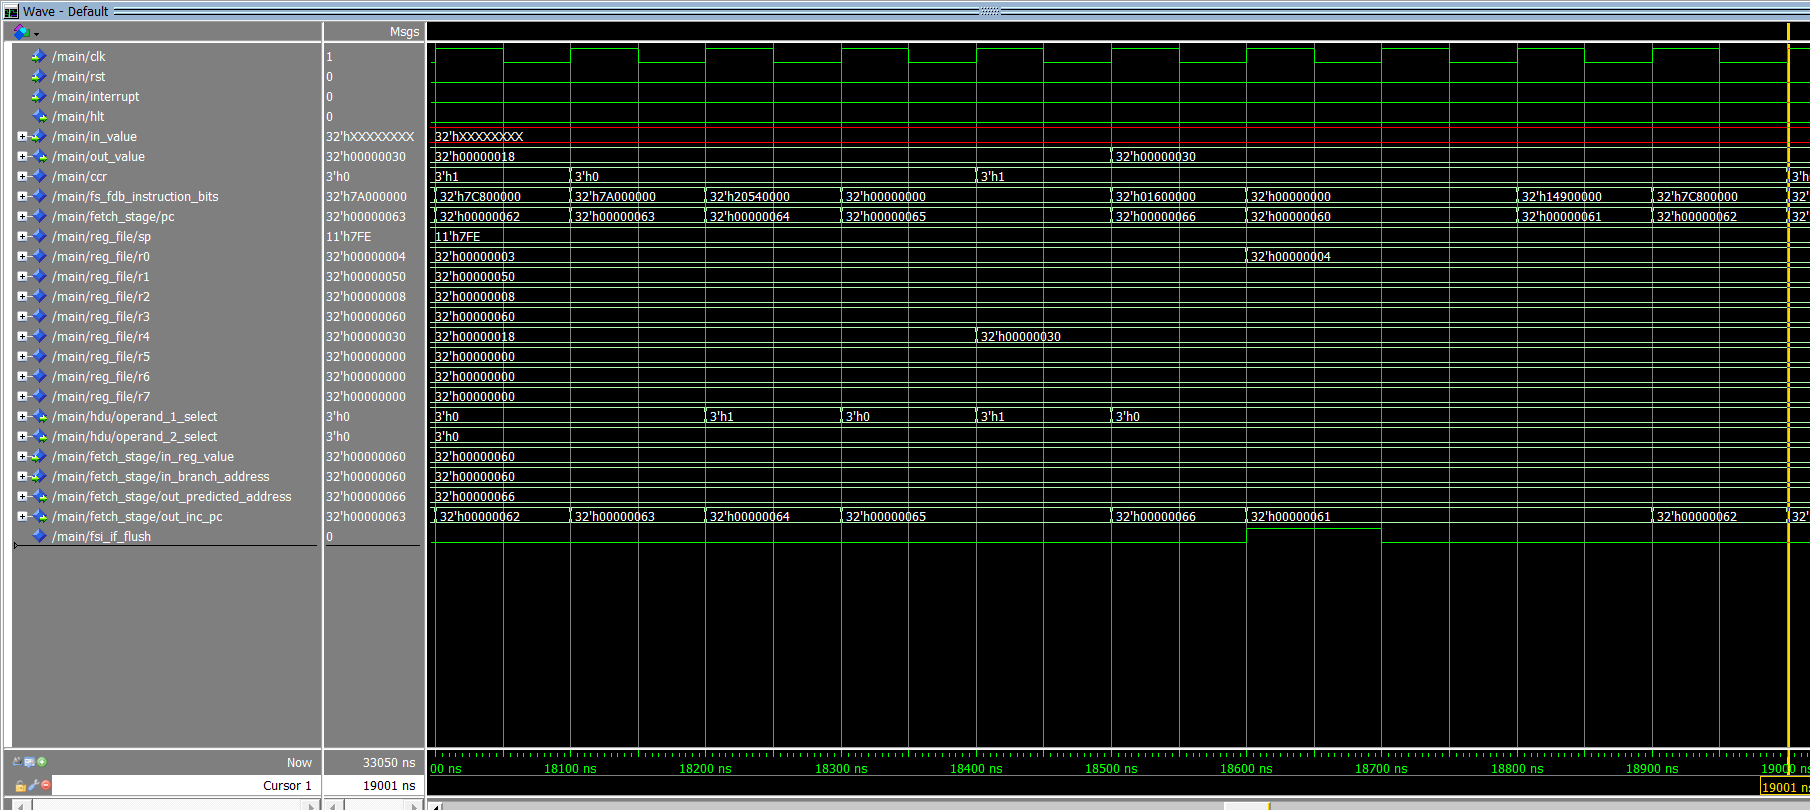 Wave - Default
Msgs
/main/clk 1
/main/rst 0
/main/interrupt 0
/main/hlt 0
/main/in_value 32'hXXXXXXXX 32'hXXXXXXXX
/main/out_value 32'h00000030 32'h00000018 32'h00000030
/main/ccr 3'h0 3'h1 3'h0 3'h1 3'h
/main/fs_fdb_instruction_bits 32'h7A000000 32'h7C800000 32'h7A000000 32'h20540000 32'h00000000 32'h01600000 32'h00000000 32'h14900000 32'h7C800000 32'
/main/fetch_stage/pc 32'h00000063 32'h00000062 32'h00000063 32'h00000064 32'h00000065 32'h00000066 32'h00000060 32'h00000061 32'h00000062 32'
/main/reg_file/sp 11'h7FE 11'h7FE
/main/reg_file/r0 32'h00000004 32'h00000003 32'h00000004
/main/reg_file/r1 32'h00000050 32'h00000050
/main/reg_file/r2 32'h00000008 32'h00000008
/main/reg_file/r3 32'h00000060 32'h00000060
/main/reg_file/r4 32'h00000030 32'h00000018 32'h00000030
/main/reg_file/r5 32'h00000000 32'h00000000
/main/reg_file/r6 32'h00000000 32'h00000000
/main/reg_file/r7 32'h00000000 32'h00000000
/main/hdu/operand_1_select 3'h0 3'h0 3'h1 3'h0 3'h1 3'h0
/main/hdu/operand_2_select 3'h0 3'h0
/main/fetch_stage/in_reg_value 32'h00000060 32'h00000060
/main/fetch_stage/in_branch_address 32'h00000060 32'h00000060
/main/fetch_stage/out_predicted_address 32'h00000066 32'h00000066
/main/fetch_stage/out_inc_pc 32'h00000063 32'h00000062 32'h00000063 32'h00000064 32'h00000065 32'h00000066 32'h00000061 32'h00000062 32'
/main/fsi_if_flush 0
Now 33050 ns 00 ns 18100 ns 18200 ns 18300 ns 18400 ns 18500 ns 18600 ns 18700 ns 18800 ns 18900 ns 19000 ns
Cursor 1 19001 ns 19001 ns